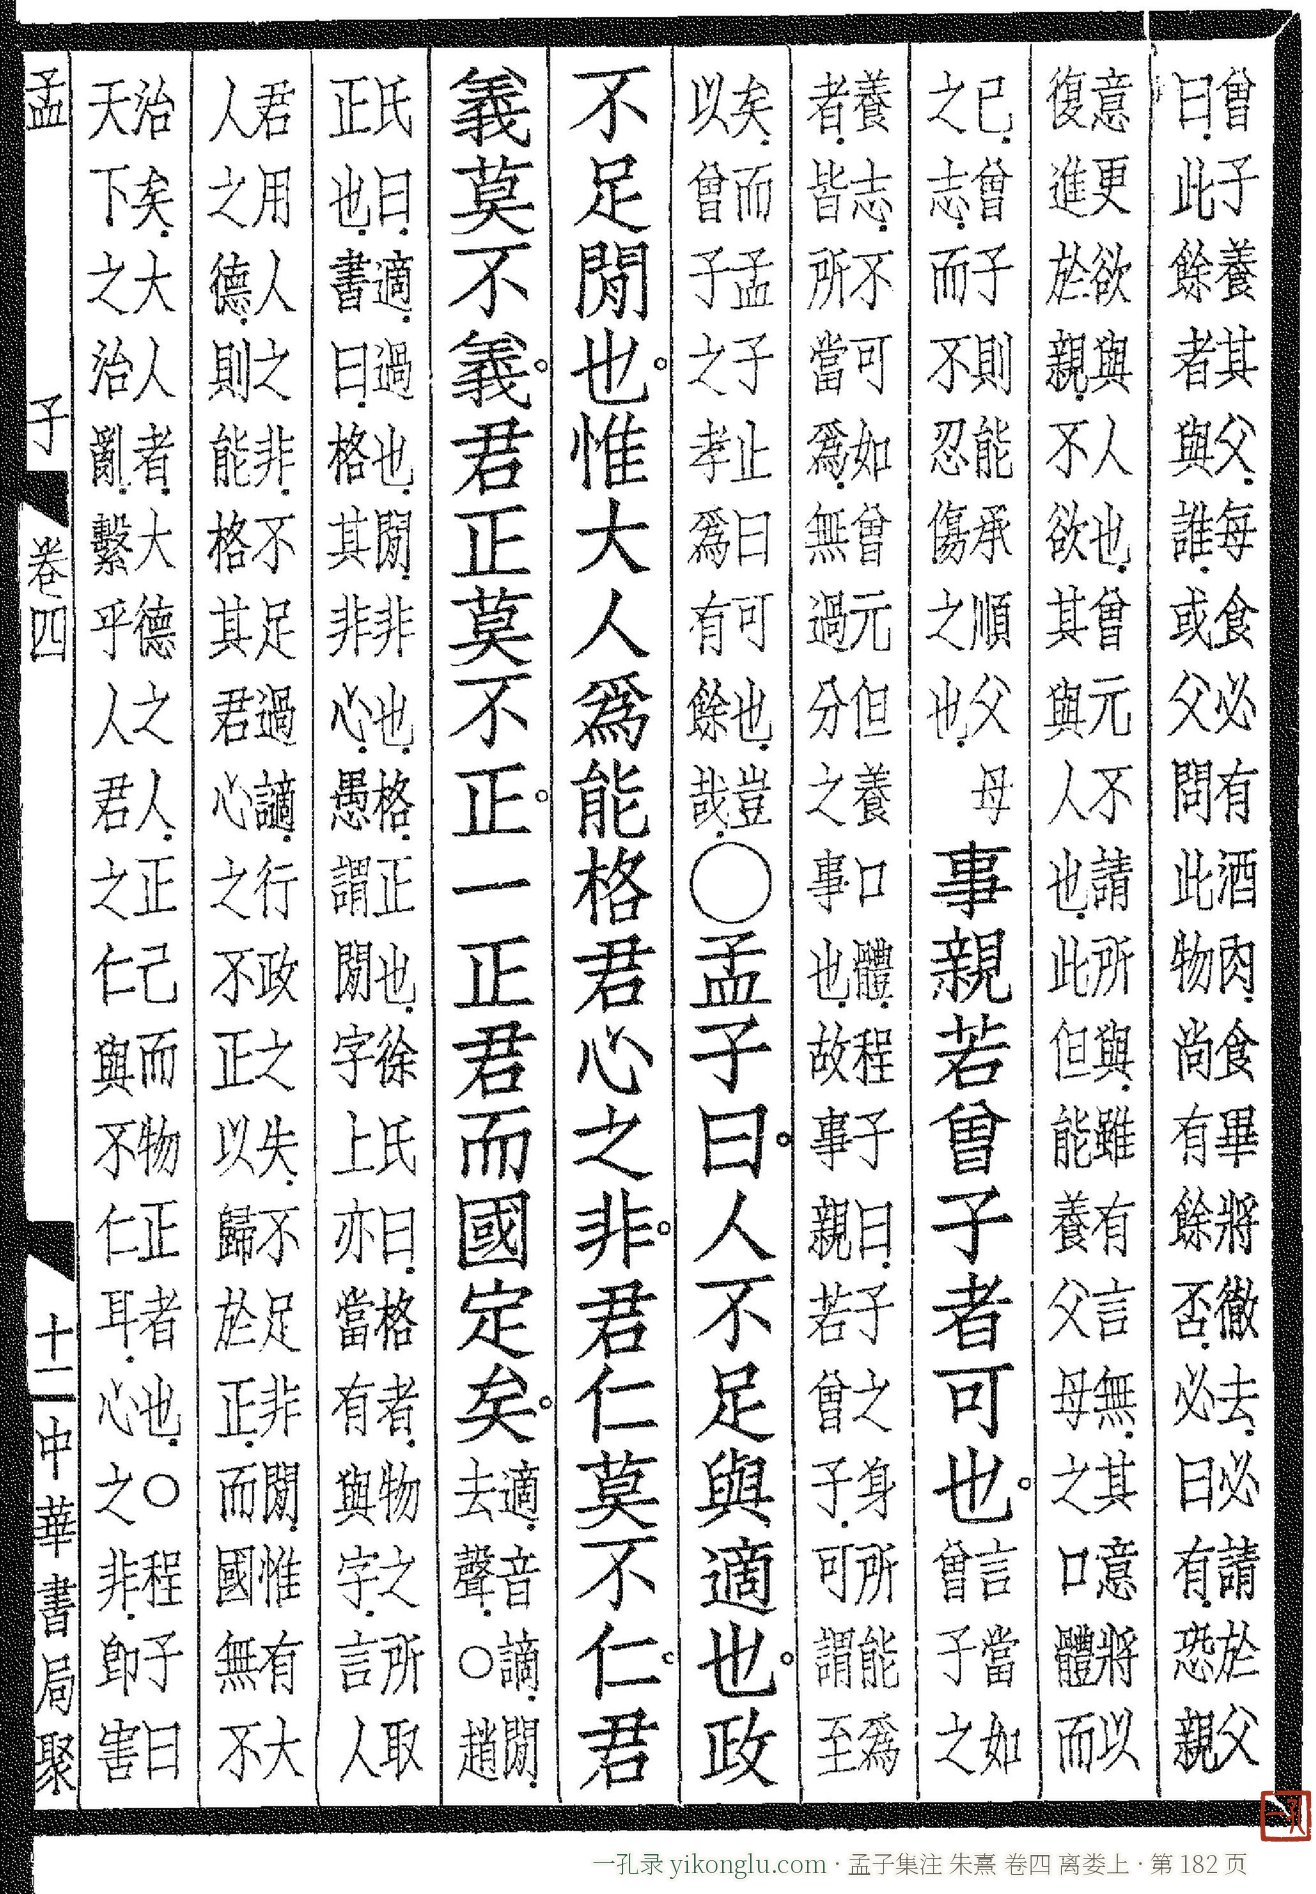 曾子養其父。每食必有酒肉。食畢將徹去。必請於父
曰。此餘者與誰。或父問此物尚有餘否。必曰有。恐親
意更欲與人也。曾元不請所與。雖有言無。其意將以
復進於親。不欲其與人也。此但能養父母之口體而
已。曾子則能承順父母
之志。而不忍傷之也。
事親若曾子者可也。
言當如
曾子之
養志。不可如曾元但養口體。程子曰。子之身所能爲
者。皆所當爲。無過分之事也。故事親若曾子。可謂至
矣。而孟子止曰可也。豈
以曾子之孝爲有餘哉。
〇孟子曰。人不足與適也。政
不足閒也。惟大人爲能格君心之非。君仁莫不仁。君
義莫不義。君正莫不正。一正君而國定矣。
適。音謫。閒。
去聲。〇趙
氏曰。適。過也。閒。非也。格。正也。徐氏曰。格者。物之所取
正也。書曰。格其非心。愚謂閒字上亦當有與字。言人
君用人之非。不足過謫。行政之失。不足非閒。惟有大
人之德。則能格其君心之不正以歸於正。而國無不
治矣。大人者。大德之人。正己而物正者也。〇程子曰
天下之治亂。繫乎人君之仁與不仁耳。心之非。卽害
孟子 卷四 十二 中華書局聚
一孔录 yikonglu.com · 孟子集注 朱熹 卷四 离娄上 · 第 182 页